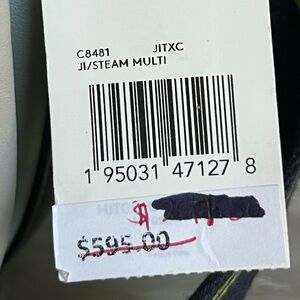 C8481 JITXC
JI/STEAM MULTI
1 95031 47127 8
$
$595.00